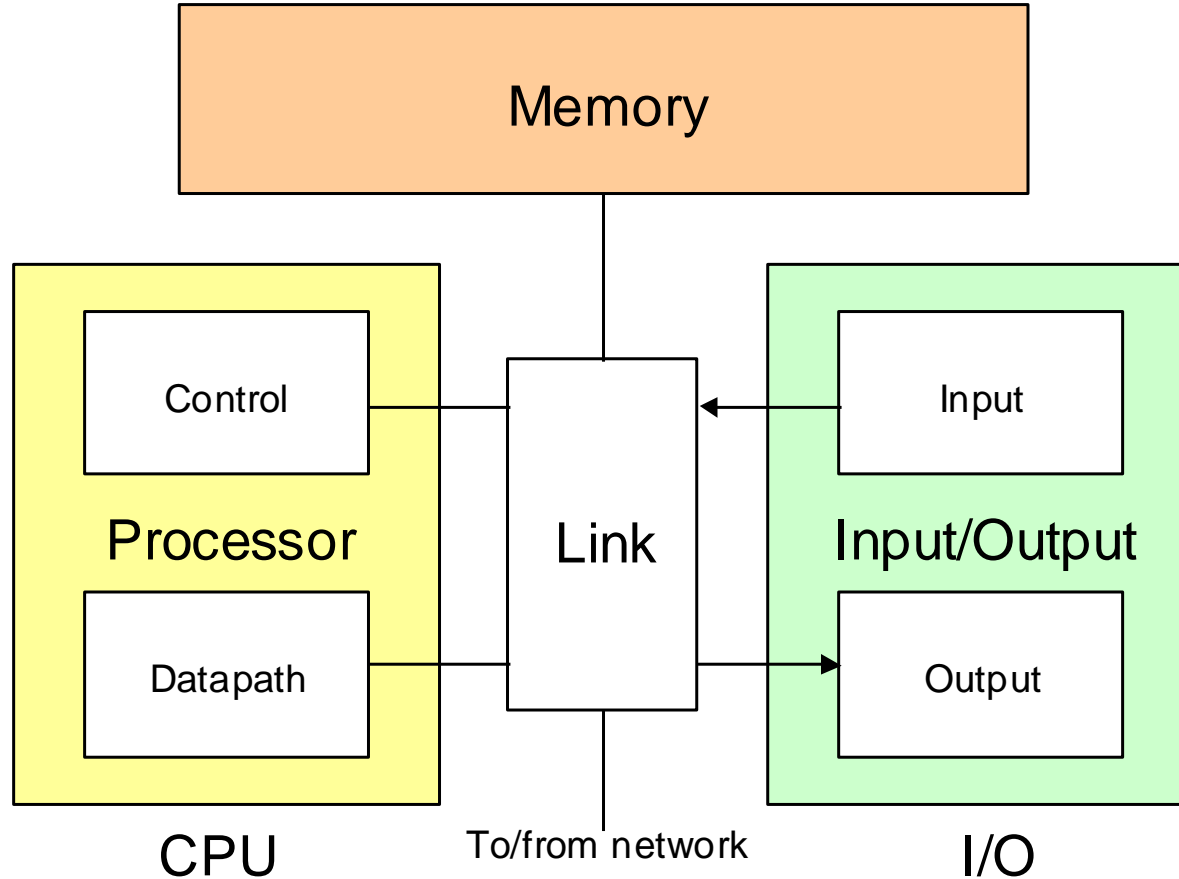 Memory
Control
Input
Processor
Link
Input/Output
Datapath
Output
CPU
To/from network
I/O